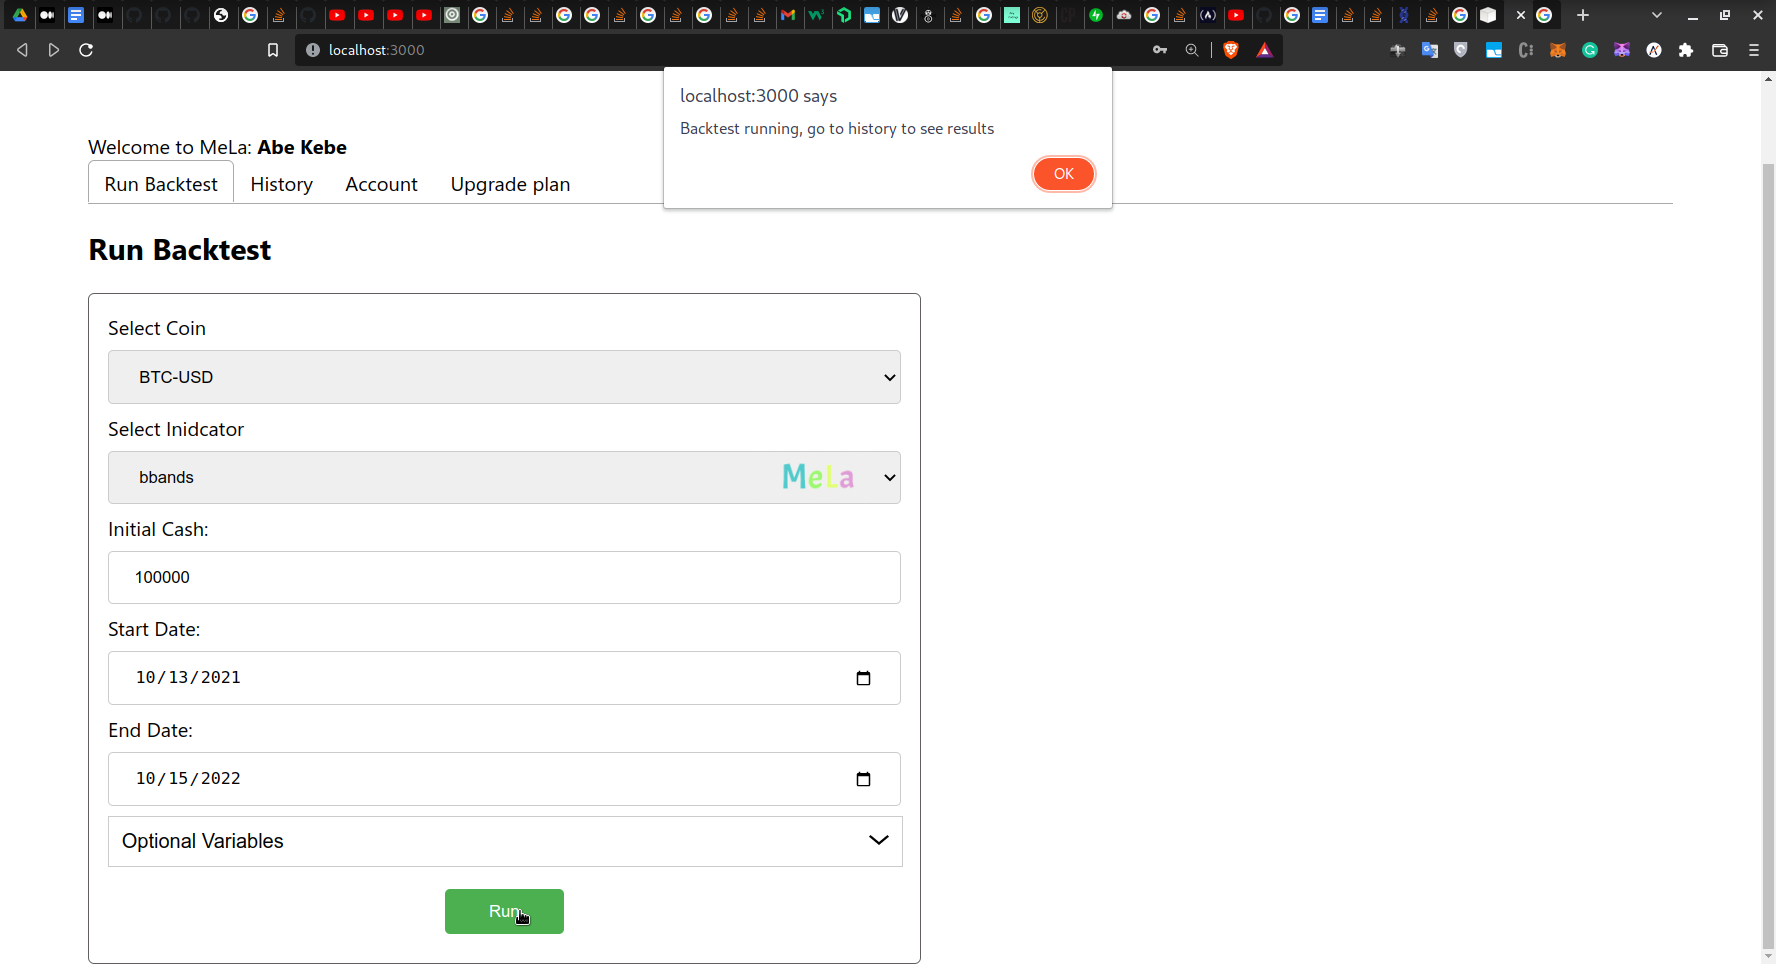 localhost:3000
localhost:3000 says
Backtest running, go to history to see results
OK
Welcome to MeLa: Abe Kebe
Run Backtest
History
Account
Upgrade plan
Run Backtest
Select Coin
BTC-USD
Select Inidcator
bbands
MeLa
Initial Cash:
100000
Start Date:
10/13/2021
End Date:
10/15/2022
Optional Variables
Run